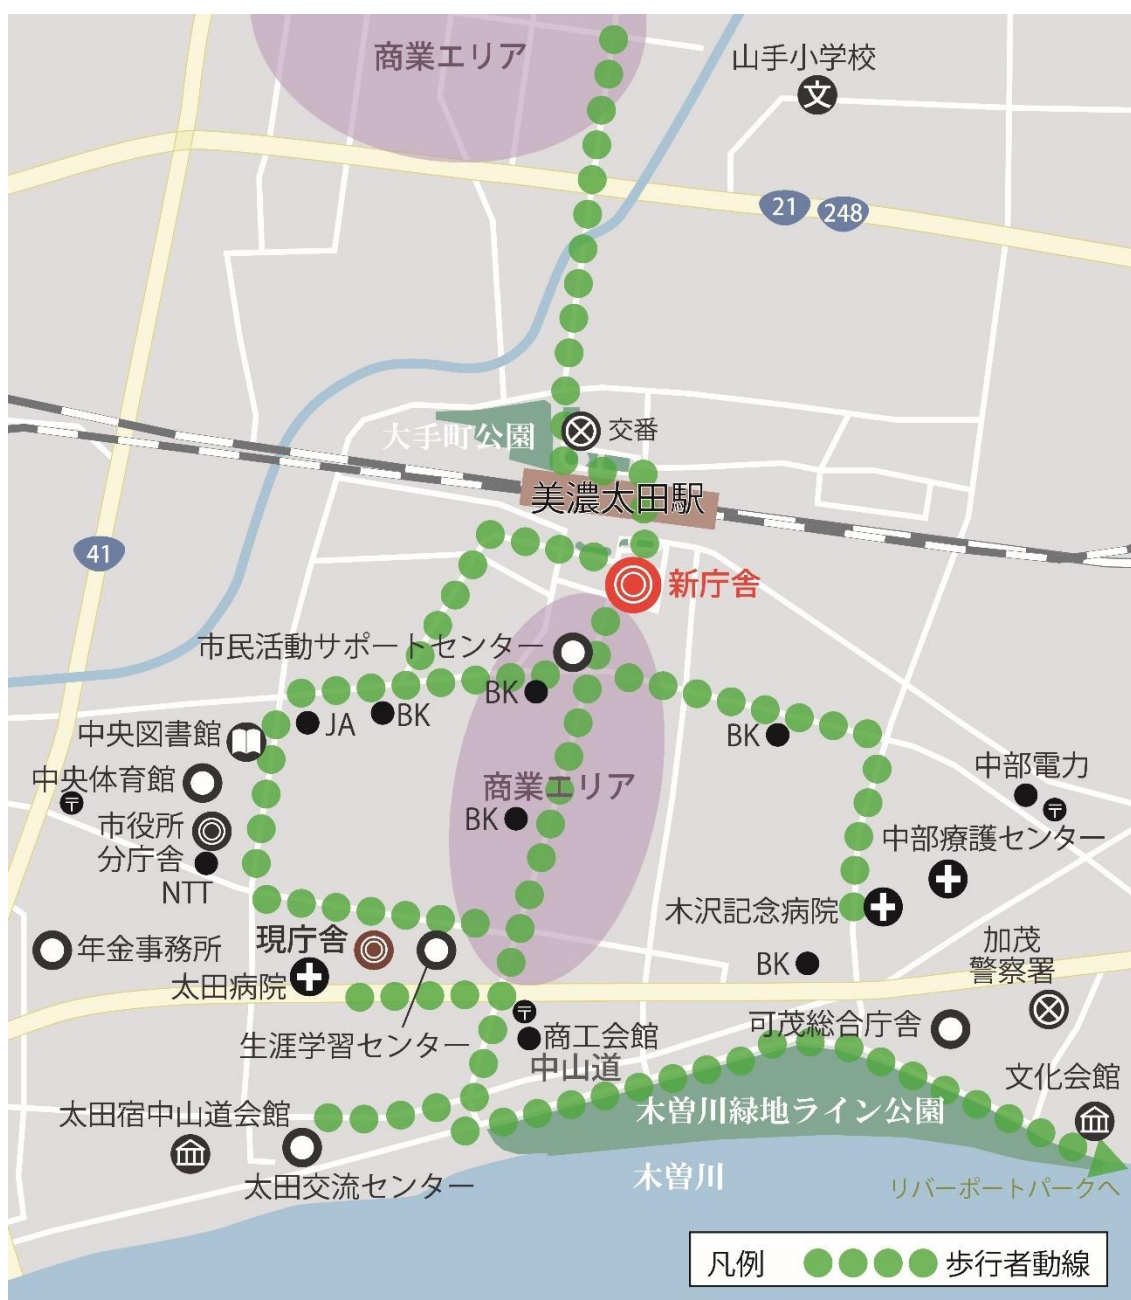 商業エリア
山手小学校
文
21
248
大手町公園
交番
美濃太田駅
41
新庁舎
市民活動サポートセンター
BK
JA
BK
BK
中央図書館
中央体育館
〒
商業エリア
中部電力
〒
市役所
分庁舎
BK
中部療護センター
NTT
木沢記念病院
現庁舎
年金事務所
加茂
警察署
BK
太田病院
〒
商工会館
可茂総合庁舎
生涯学習センター
中山道
文化会館
太田宿中山道会館
木曽川緑地ライン公園
太田交流センター
木曽川
リバーポートパークへ
凡例 歩行者動線